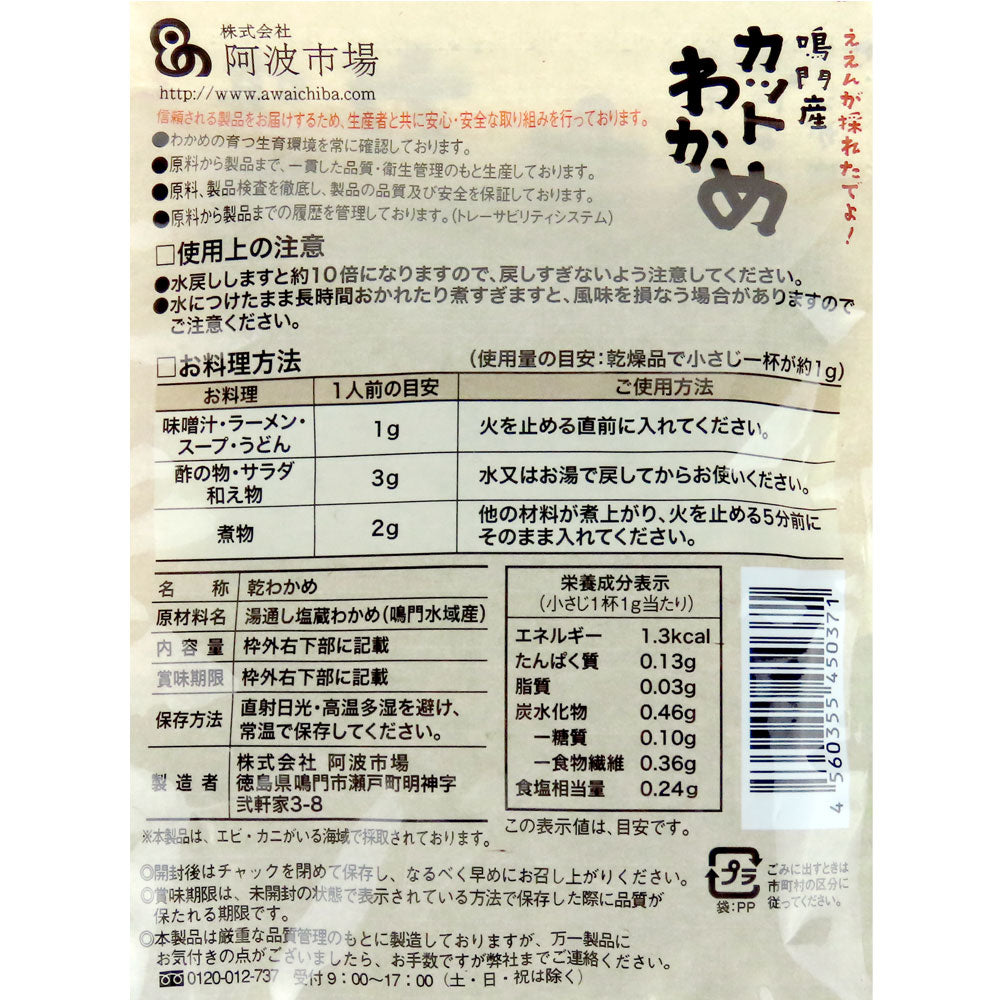 株式会社
阿波市場
http://www.awaichiba.com
ええんが採れたでよ!
鳴門産
カット
わかめ
信頼される製品をお届けするため、生産者と共に安心・安全な取り組みを行っております。
●わかめの育つ生育環境を常に確認しております。
●原料から製品まで、一貫した品質・衛生管理のもと生産しております。
●原料、製品検査を徹底し、製品の品質及び安全を保証しております。
●原料から製品までの履歴を管理しております。(トレーサビリティシステム)
□使用上の注意
●水戻ししますと約10倍になりますので、戻しすぎないよう注意してください。
●水につけたまま長時間おかれたり煮すぎますと、風味を損なう場合がありますので
ご注意ください。
□お料理方法 (使用量の目安:乾燥品で小さじ一杯が約1g)
お料理 1人前の目安 ご使用方法
味噌汁・ラーメン・
スープ・うどん 1g 火を止める直前に入れてください。
酢の物・サラダ
和え物 3g 水又はお湯で戻してからお使いください。
煮物 2g 他の材料が煮上がり、火を止める5分前に
そのまま入れてください。
名称 乾わかめ
原材料名 湯通し塩蔵わかめ(鳴門水域産)
内容量 枠外右下部に記載
賞味期限 枠外右下部に記載
保存方法 直射日光・高温多湿を避け、
常温で保存してください。
製造者 株式会社 阿波市場
徳島県鳴門市瀬戸町明神字
弐軒家3-8
栄養成分表示
(小さじ1杯1g当たり)
エネルギー 1.3kcal
たんぱく質 0.13g
脂質 0.03g
炭水化物 0.46g
ー糖質 0.10g
ー食物繊維 0.36g
食塩相当量 0.24g
この表示値は、目安です。
4 560355 450371
※本製品は、エビ・カニがいる海域で採取されております。
◎開封後はチャックを閉めて保存し、なるべく早めにお召し上がりください。
◎賞味期限は、未開封の状態で表示されている方法で保存した際に品質が
保たれる期限です。
◎本製品は厳重な品質管理のもとに製造しておりますが、万一製品に
お気付きの点がございましたら、お手数ですが弊社までご連絡ください。
0120-012-737 受付9:00〜17:00(土・日・祝は除く)
プラ
袋:PP
ごみに出すときは
市町村の区分に
従ってください。